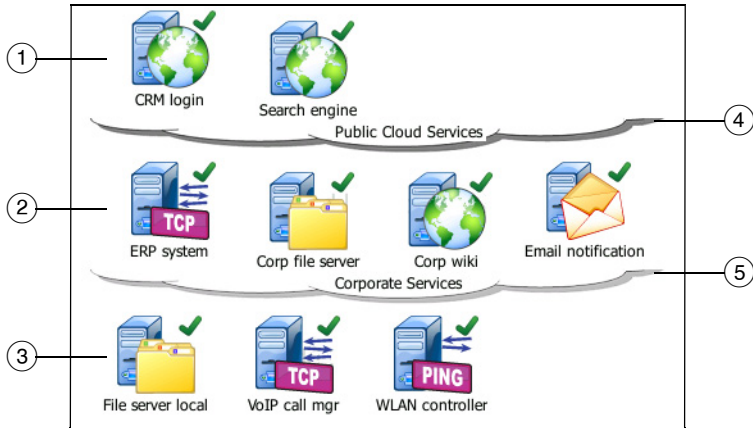 1
CRM login
Search engine
Public Cloud Services
4
2
TCP
ERP system
Corp file server
Corp wiki
Email notification
5
Corporate Services
3
TCP
PING
File server local
VoIP call mgr
WLAN controller